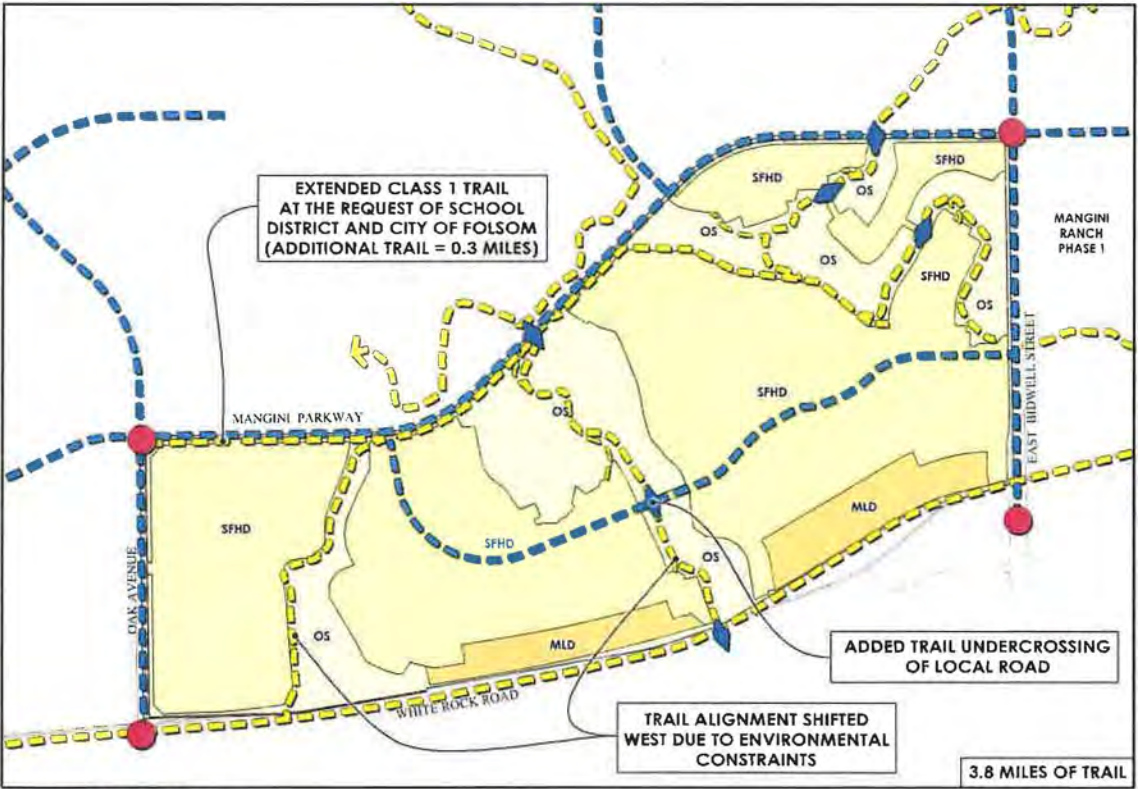 SFHD
SFHD
OS
EXTENDED CLASS 1 TRAIL
AT THE REQUEST OF SCHOOL
DISTRICT AND CITY OF FOLSOM
(ADDITIONAL TRAIL = 0.3 MILES)
MANGINI
RANCH
PHASE 1
OS
OS
SFHD
OS
EAST BIDWELL STREET
SFHD
OS
MANGINI PARKWAY
MLD
SFHD
SFHD
OS
OAK AVENUE
OS
MLD
ADDED TRAIL UNDERCROSSING
OF LOCAL ROAD
WHITE ROCK ROAD
TRAIL ALIGNMENT SHIFTED
WEST DUE TO ENVIRONMENTAL
CONSTRAINTS
3.8 MILES OF TRAIL